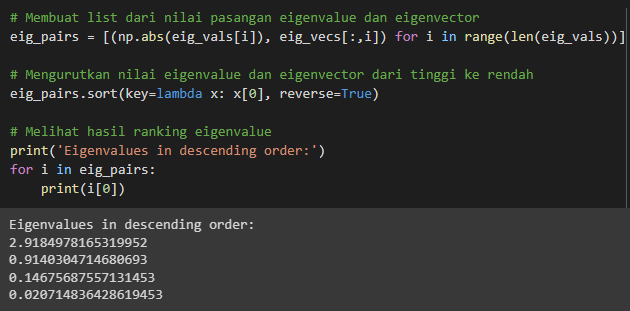 # Membuat list dari nilai pasangan eigenvalue dan eigenvector
eig_pairs = [(np.abs(eig_vals[i]), eig_vecs[:,i]) for i in range(len(eig_vals))]
# Mengurutkan nilai eigenvalue dan eigenvector dari tinggi ke rendah
eig_pairs.sort(key=lambda x: x[0], reverse=True)
# Melihat hasil ranking eigenvalue
print('Eigenvalues in descending order:')
for i in eig_pairs:
    print(i[0])
Eigenvalues in descending order:
2.9184978165319952
0.9140304714680693
0.14675687557131453
0.020714836428619453